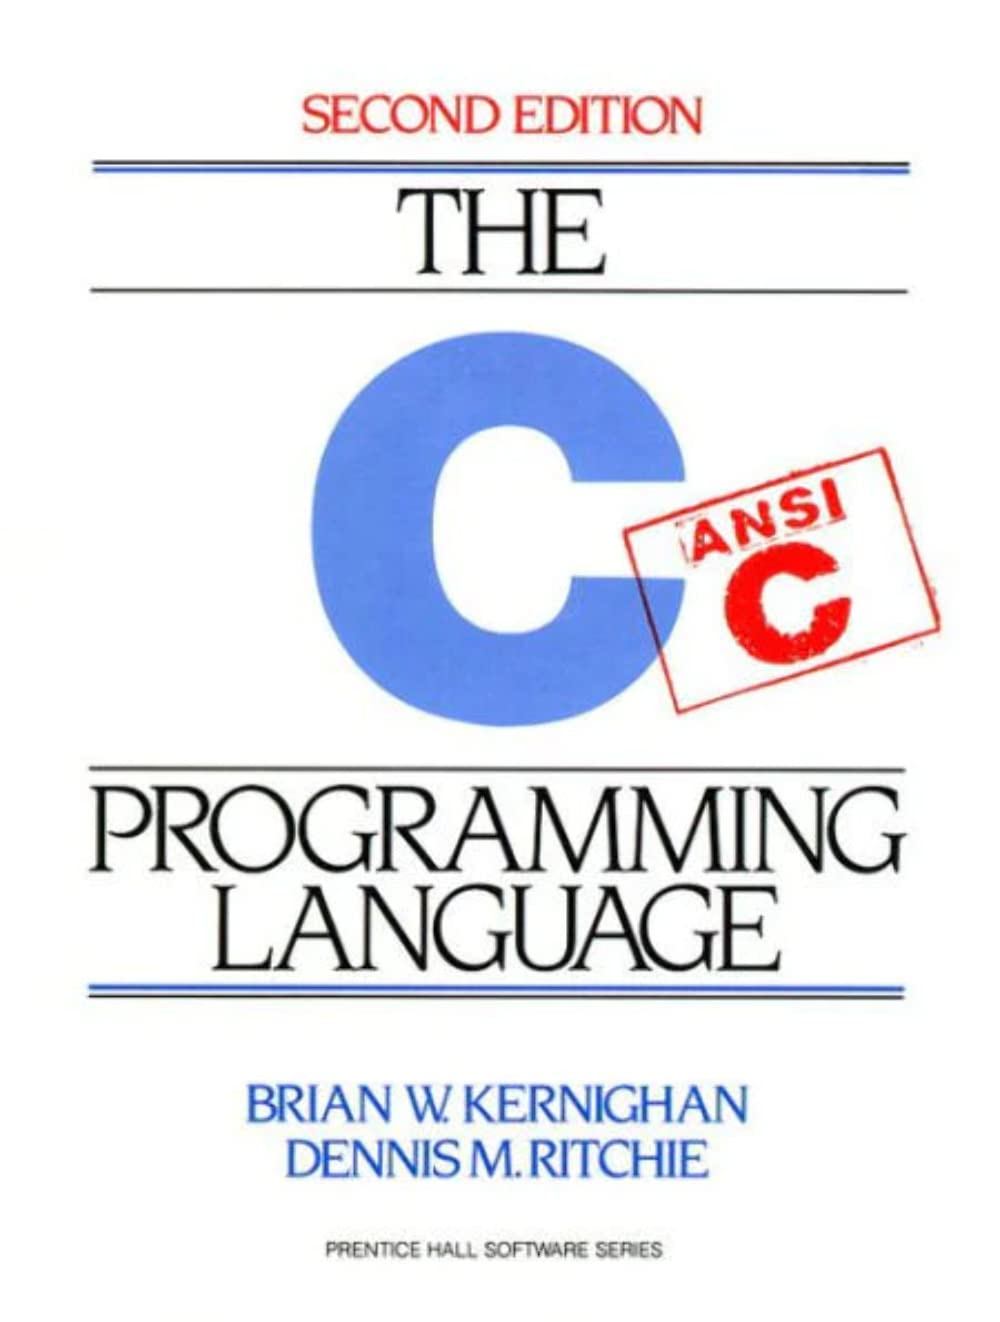 SECOND EDITION
THE
C
ANSI
C
PROGRAMMING
LANGUAGE
BRIAN W. KERNIGHAN
DENNIS M. RITCHIE
PRENTICE HALL SOFTWARE SERIES